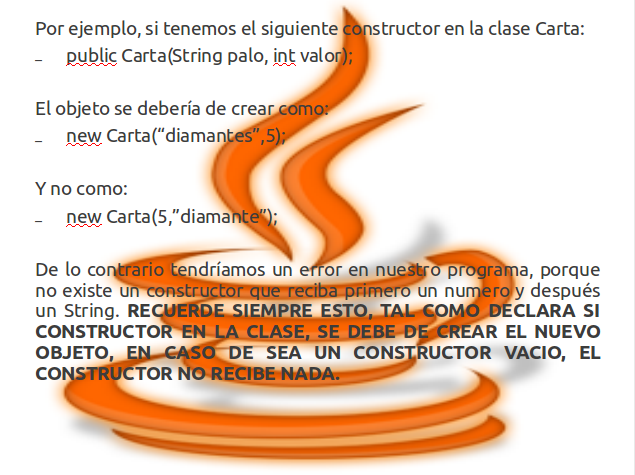 Por ejemplo, si tenemos el siguiente constructor en la clase Carta:
– public Carta(String palo, int valor);
El objeto se debería de crear como:
– new Carta(“diamantes”,5);
Y no como:
– new Carta(5,”diamante”);
De lo contrario tendríamos un error en nuestro programa, porque
no existe un constructor que reciba primero un numero y después
un String. RECUERDE SIEMPRE ESTO, TAL COMO DECLARA SI
CONSTRUCTOR EN LA CLASE, SE DEBE DE CREAR EL NUEVO
OBJETO, EN CASO DE SEA UN CONSTRUCTOR VACIO, EL
CONSTRUCTOR NO RECIBE NADA.